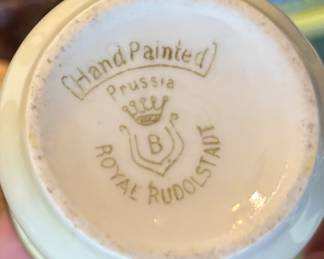 Hand Painted
Prussia
B
ROYAL RUDOLSTADT